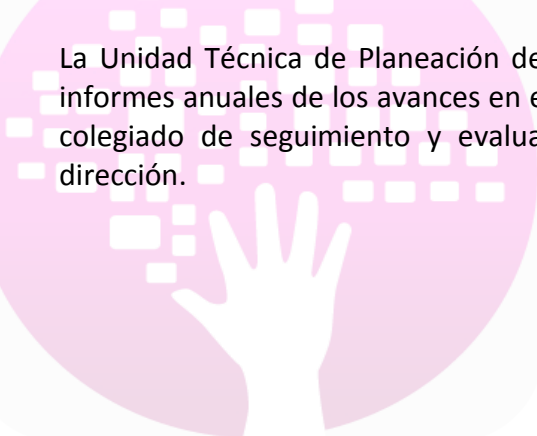 La Unidad Técnica de Planeación de
informes anuales de los avances en e
colegiado de seguimiento y evalua
dirección.